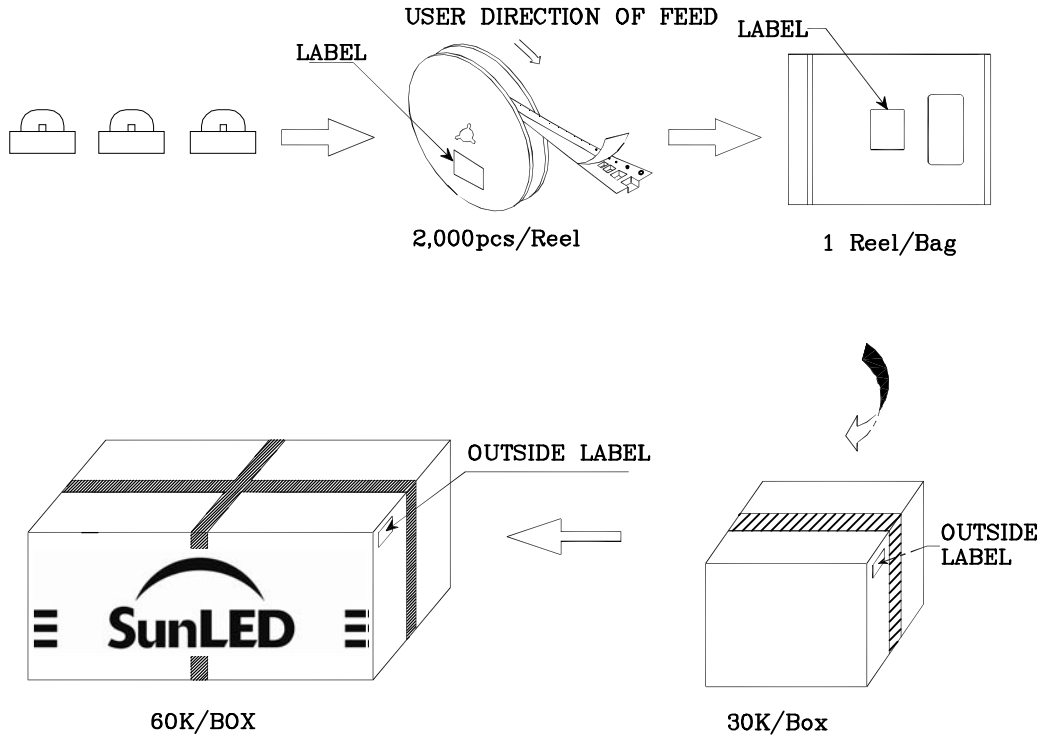 USER DIRECTION OF FEED
LABEL
LABEL
2,000pcs/Reel
1 Reel/Bag
OUTSIDE LABEL
OUTSIDE
LABEL
SunLED
60K/BOX
30K/Box